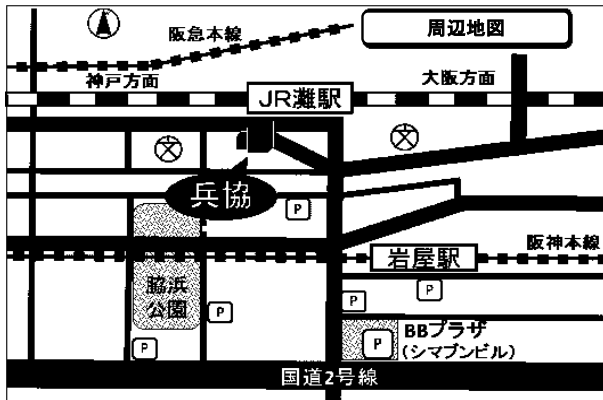 周辺地図
阪急本線
神戸方面
大阪方面
JR灘駅
文
文
兵協
P
阪神本線
岩屋駅
脇浜
公園
P
P
P
P
BBプラザ
(シマブンビル)
P
国道2号線